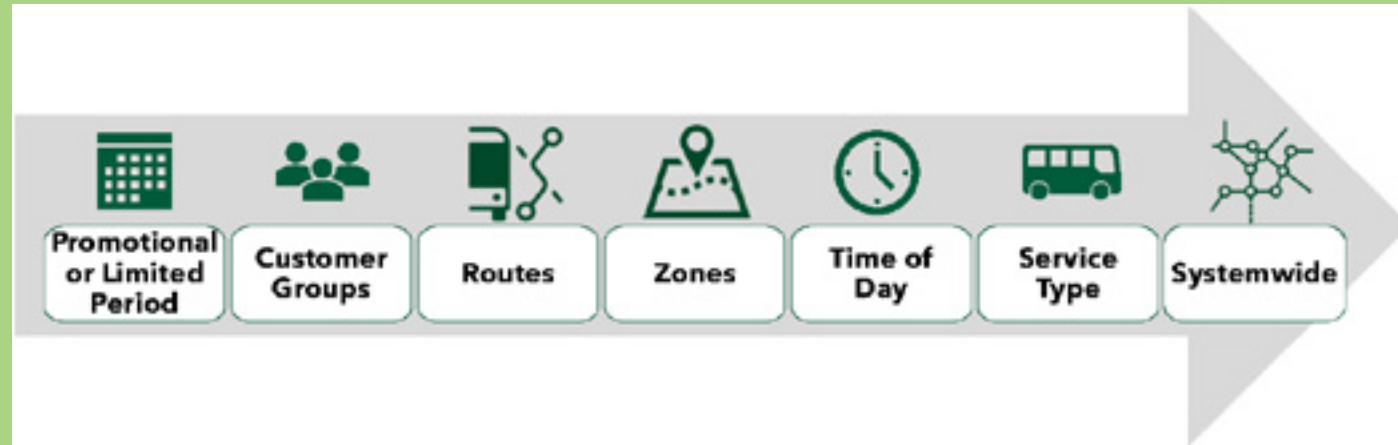 Promotional
or Limited
Period
Customer
Groups
Routes
Zones
Time of
Day
Service
Type
Systemwide